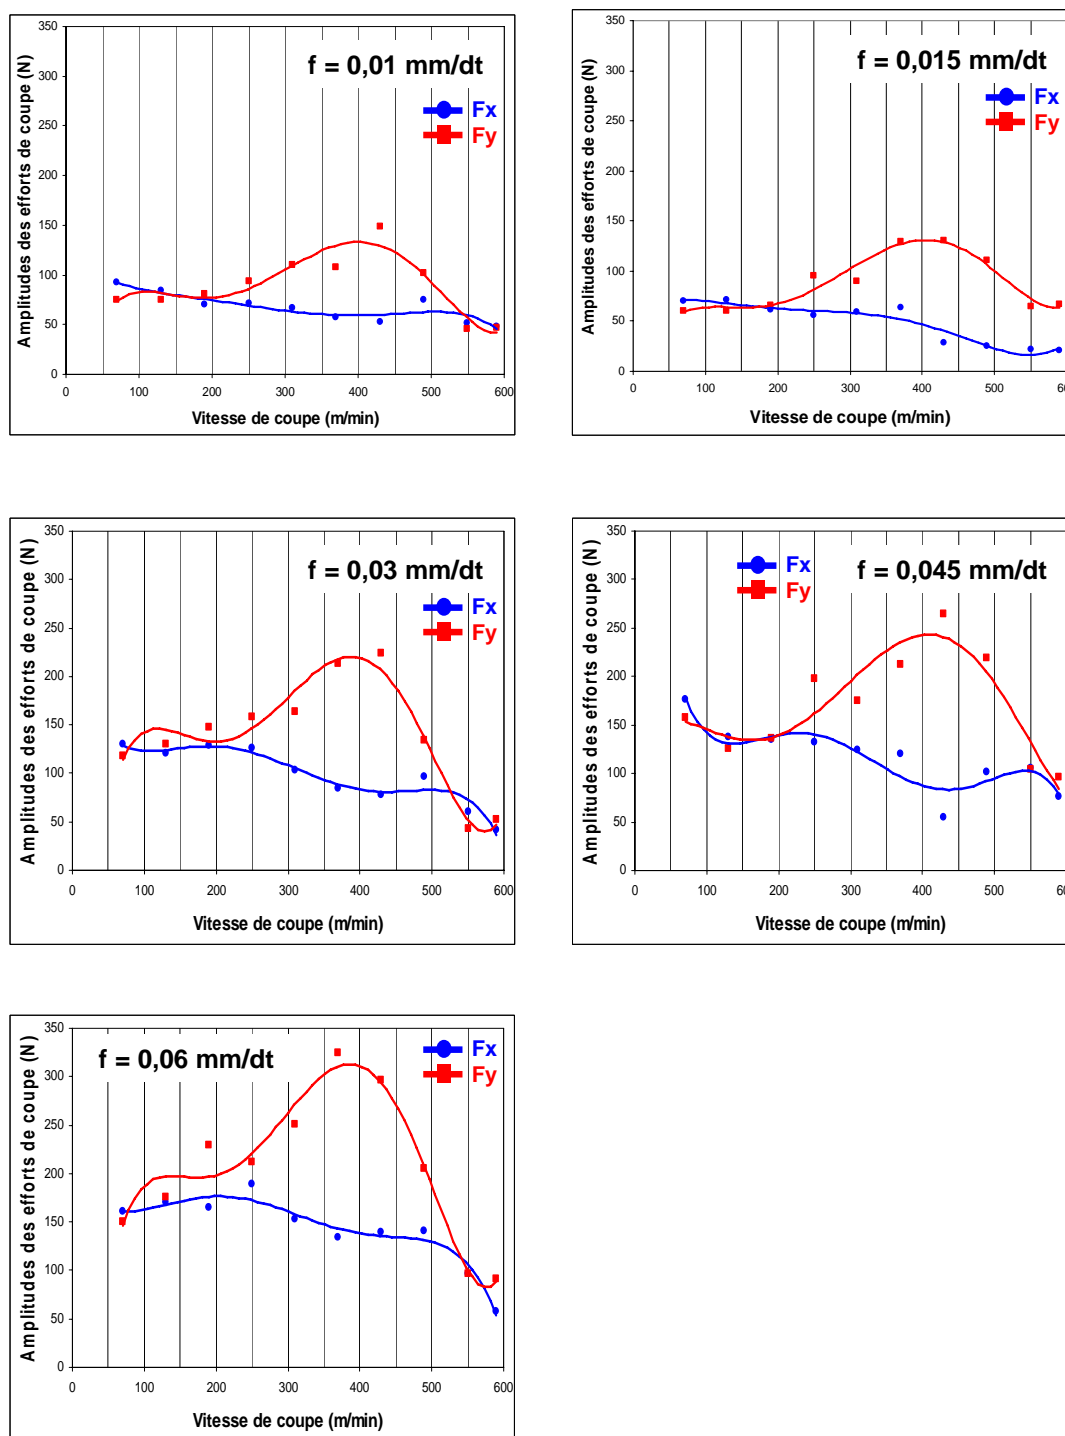 f = 0,01 mm/dt
Fx
Fy
Amplitudes des efforts de coupe (N)
350
300
250
200
150
100
50
0
0 100 200 300 400 500 600
Vitesse de coupe (m/min)
f = 0,015 mm/dt
Fx
Fy
Amplitudes des efforts de coupe (N)
350
300
250
200
150
100
50
0
0 100 200 300 400 500 60
Vitesse de coupe (m/min)
f = 0,03 mm/dt
Fx
Fy
Amplitudes des efforts de coupe (N)
350
300
250
200
150
100
50
0
0 100 200 300 400 500 600
Vitesse de coupe (m/min)
Fx
Fy
f = 0,045 mm/dt
Amplitudes des efforts de coupe (N)
350
300
250
200
150
100
50
0
0 100 200 300 400 500 60
Vitesse de coupe (m/min)
f = 0,06 mm/dt
Fx
Fy
Amplitudes des efforts de coupe (N)
350
300
250
200
150
100
50
0
0 100 200 300 400 500 600
Vitesse de coupe (m/min)